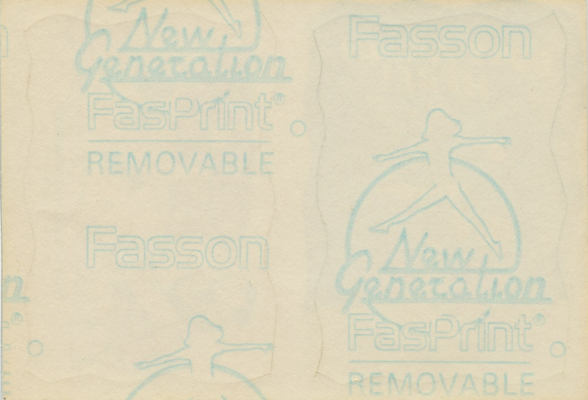 New
Generation
FasPrint®
REMOVABLE
Fasson
n
Fasson
New
Generation
FasPrint®
REMOVABLE